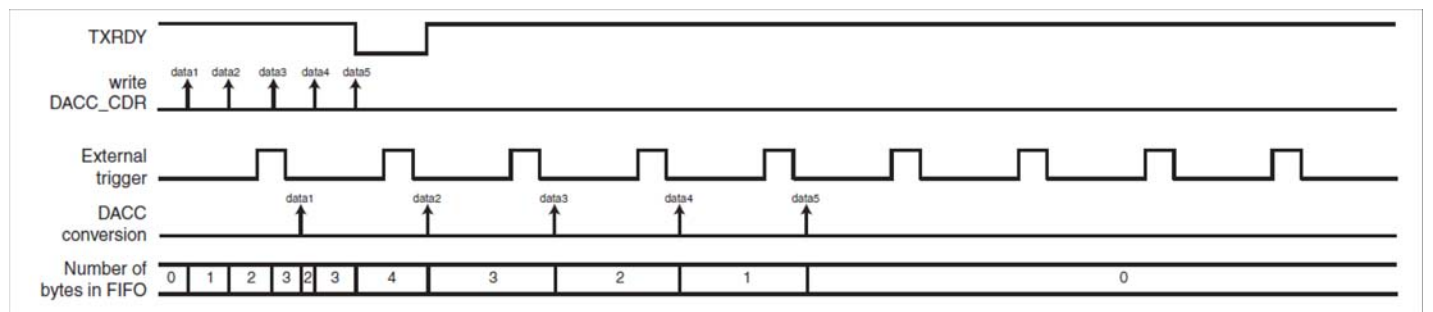 TXRDY
data1 data2 data3 data4 data5
write
DACC_CDR
External
trigger
data1 data2 data3 data4 data5
DACC
conversion
Number of
bytes in FIFO
0 1 2 3 2 3 4 3 2 1 0